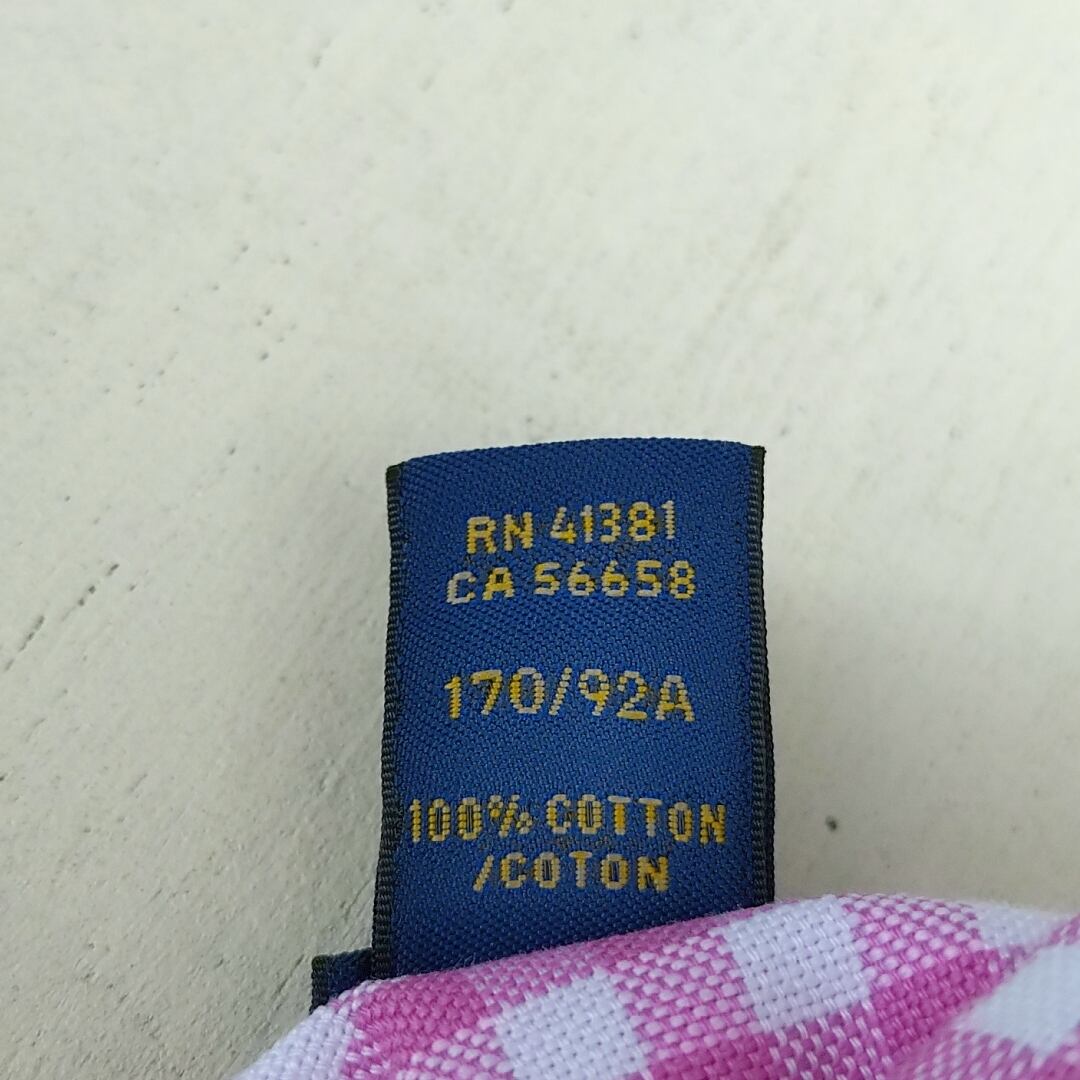 RN 41381
CA 56658
170/92A
100% COTTON
/COTON